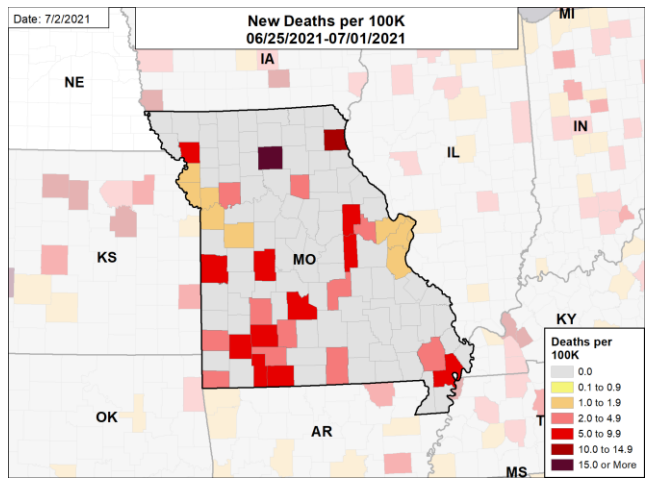 Date: 7/2/2021
New Deaths per 100K
06/25/2021-07/01/2021
MI
IA
NE
IN
IL
KS
MO
KY
OK
AR
T
MS
Deaths per
100K
0.0
0.1 to 0.9
1.0 to 1.9
2.0 to 4.9
5.0 to 9.9
10.0 to 14.9
15.0 or More